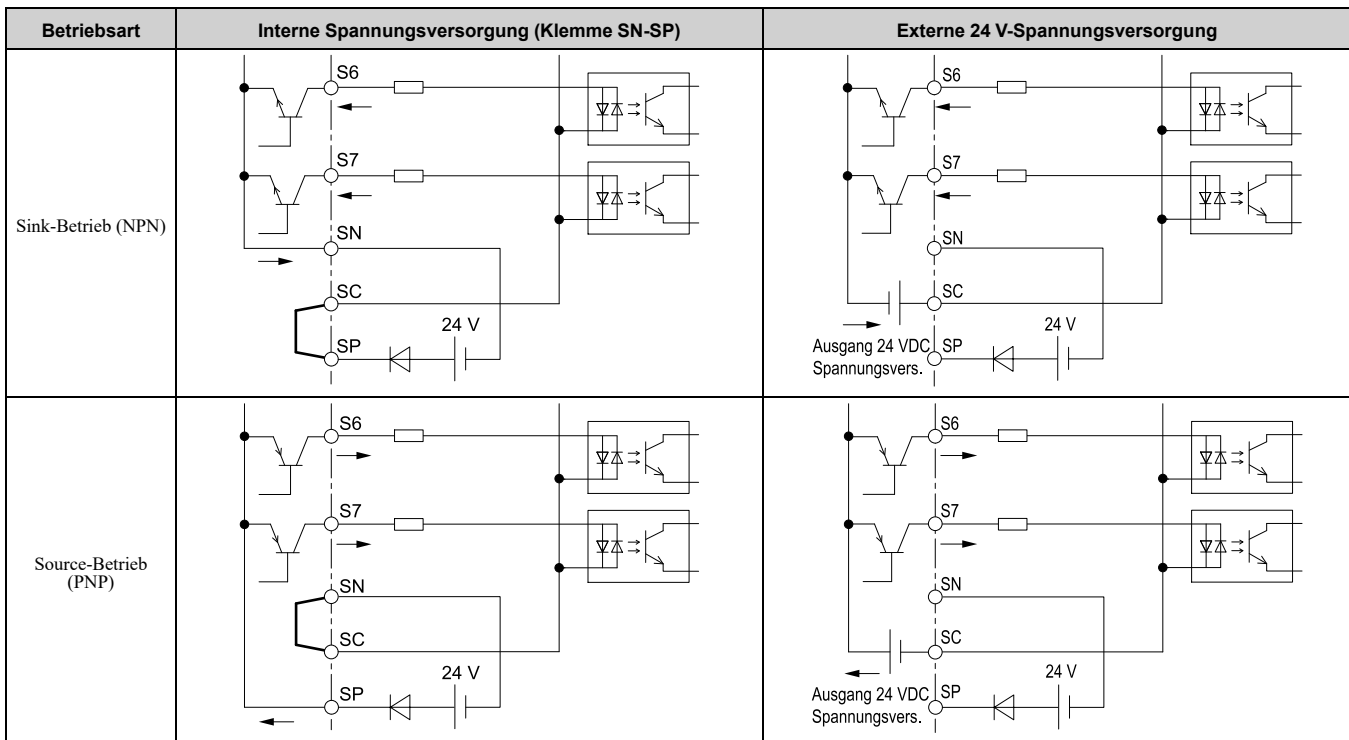 Betriebsart
Interne Spannungsversorgung (Klemme SN-SP)
Externe 24 V-Spannungsversorgung
Sink-Betrieb (NPN)
S6
S7
SN
SC
24 V
SP
S6
S7
SN
SC
24 V
Ausgang 24 VDC
SP
Spannungsvers.
Source-Betrieb
(PNP)
S6
S7
SN
SC
24 V
SP
S6
S7
SN
SC
24 V
Ausgang 24 VDC
SP
Spannungsvers.